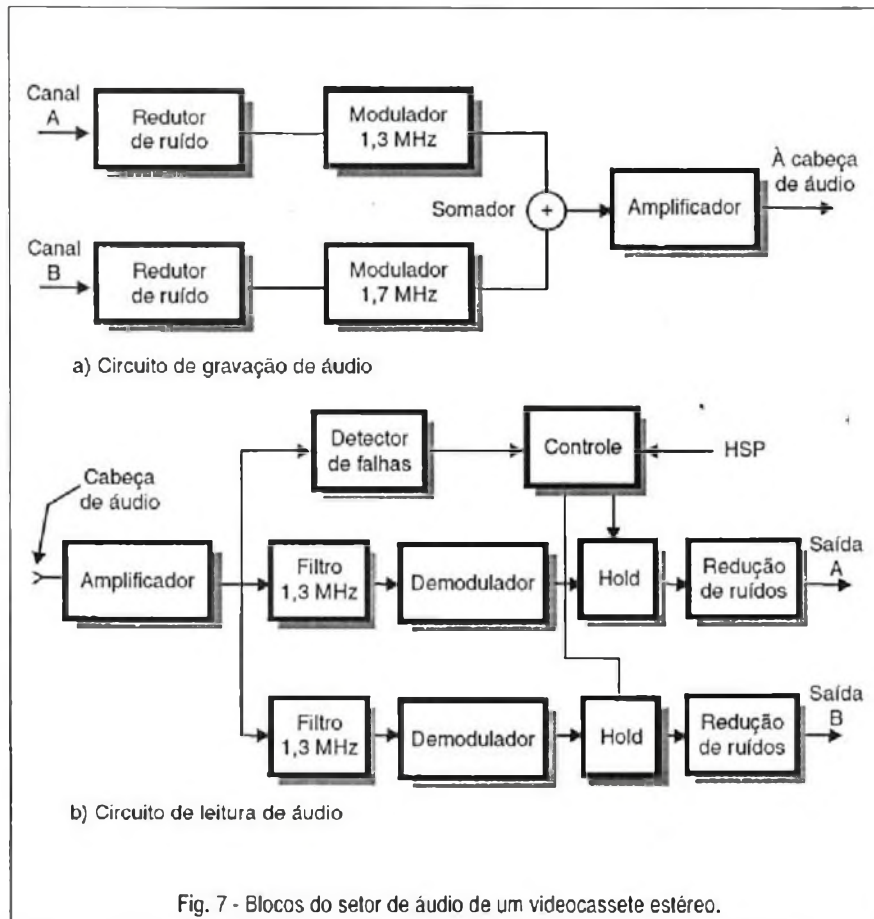 Canal
A
Redutor
de ruído
Modulador
1,3 MHz
Somador
+
Amplificador
À cabeça
de áudio
Canal
B
Redutor
de ruído
Modulador
1,7 MHz
a) Circuito de gravação de áudio
Detector
de falhas
Controle
HSP
Cabeça
de áudio
Amplificador
Filtro
1,3 MHz
Demodulador
Hold
Redução
de ruídos
Saída
A
Filtro
1,3 MHz
Demodulador
Hold
Redução
de ruídos
Saída
B
b) Circuito de leitura de áudio
Fig. 7 - Blocos do setor de áudio de um videocassete estéreo.